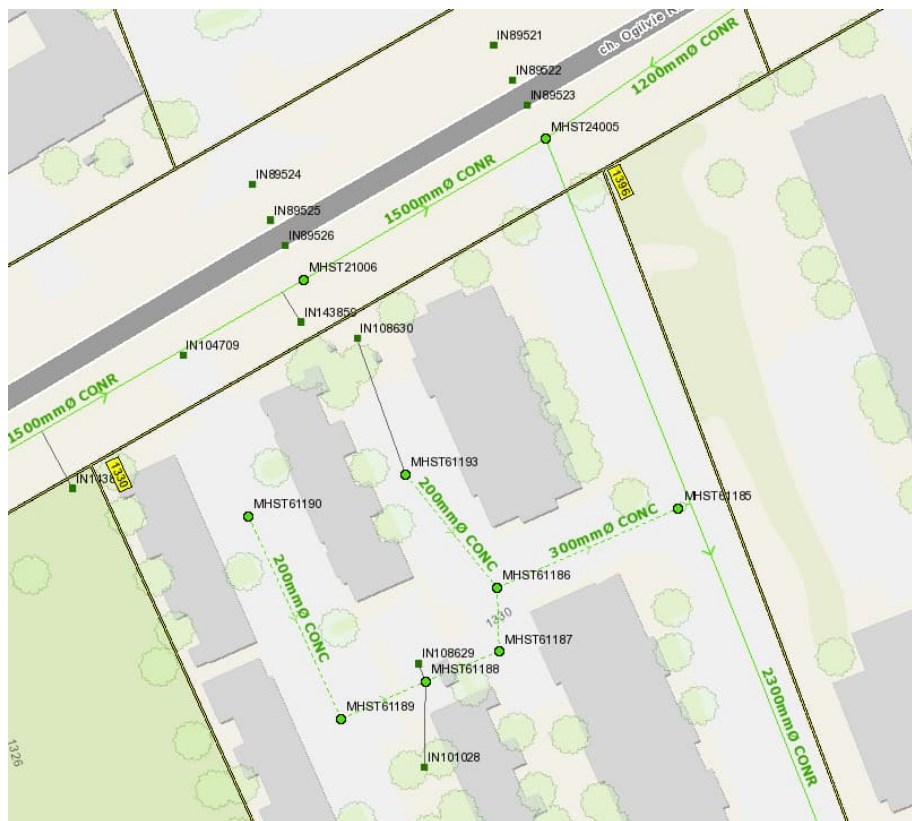 IN89521
ch. Ogilvie
IN89522
1200mmØ CONR
IN89523
MHST24005
IN89524
1396
1500mmØ CONR
IN89525
IN89526
MHST21006
IN143859
IN108630
IN104709
1500mmØ CONR
MHST61193
1330
IN1438
200mmØ CONC
MHST61185
MHST61190
300mmØ CONC
200mmØ CONC
MHST61186
1330
MHST61187
IN108629
MHST61188
2300mmØ CONR
MHST61189
1326
IN101028